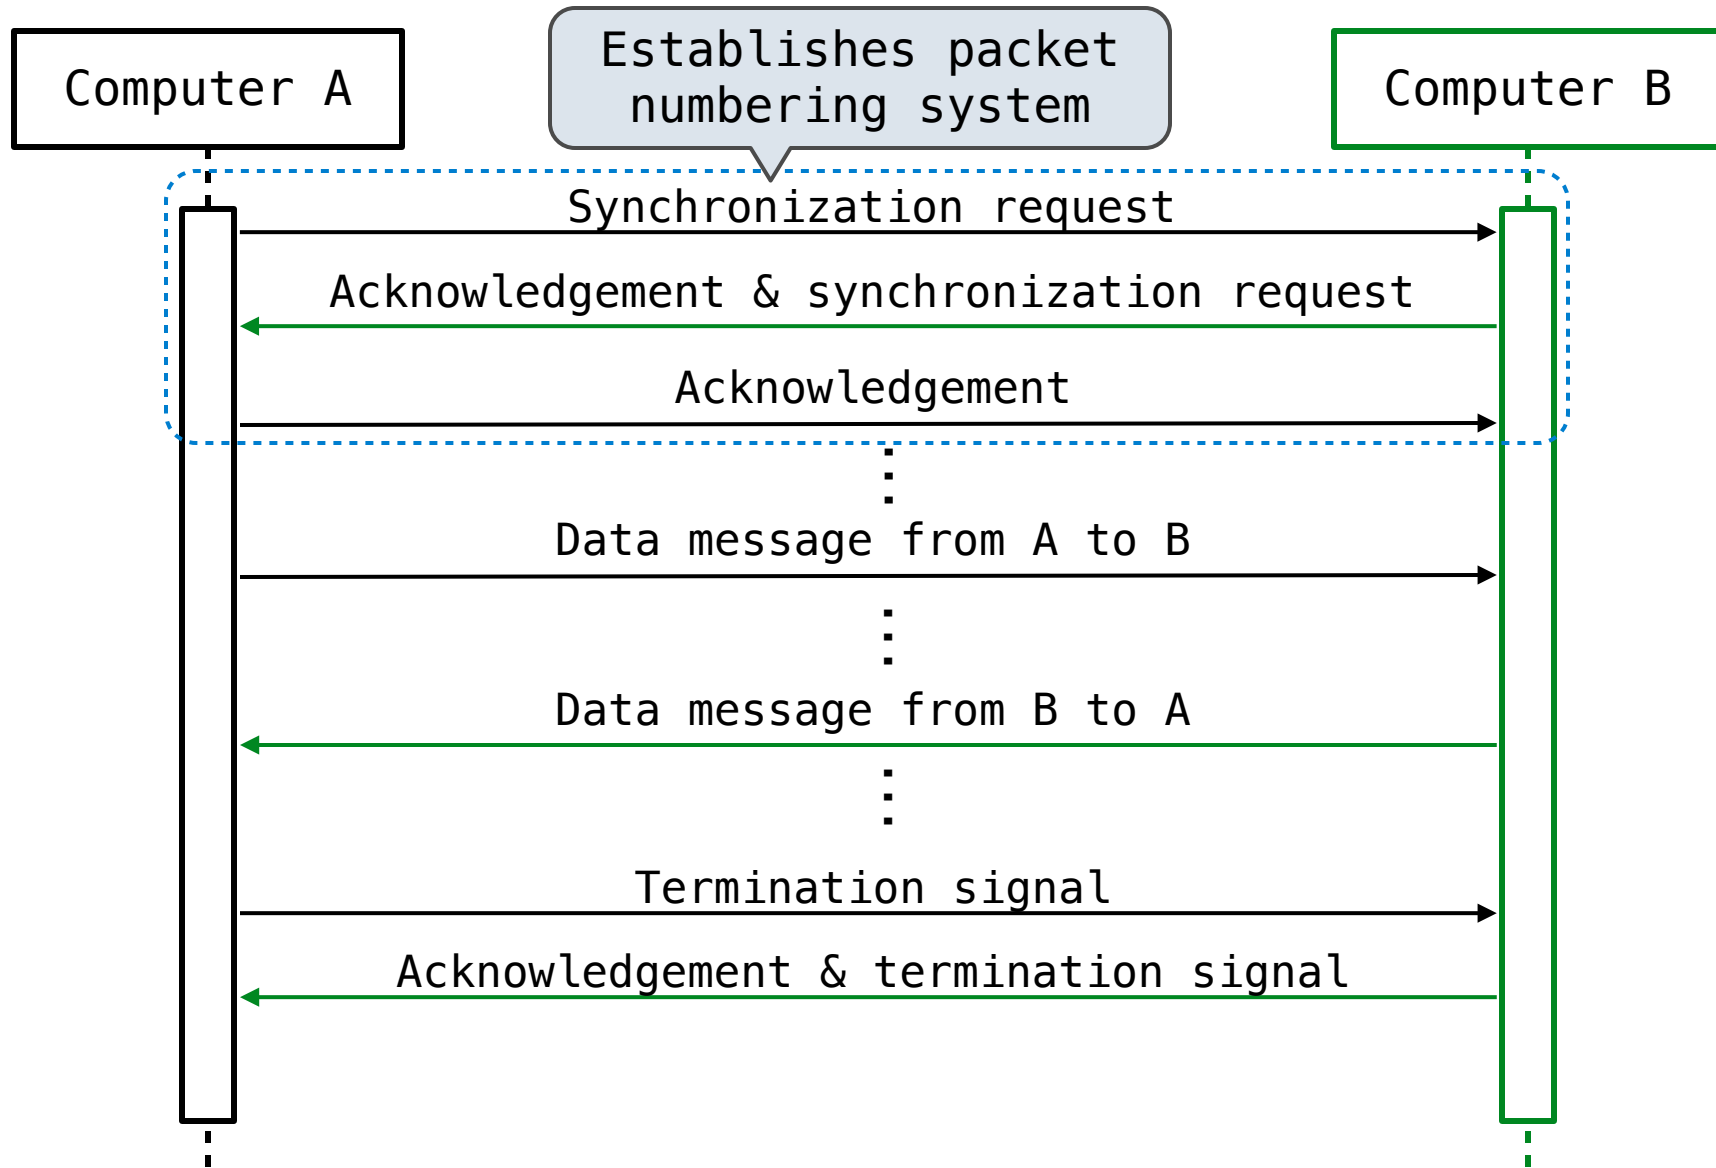 Computer A
Establishes packet
numbering system
Computer B
Synchronization request
Acknowledgement & synchronization request
Acknowledgement
Data message from A to B
Data message from B to A
Termination signal
Acknowledgement & termination signal